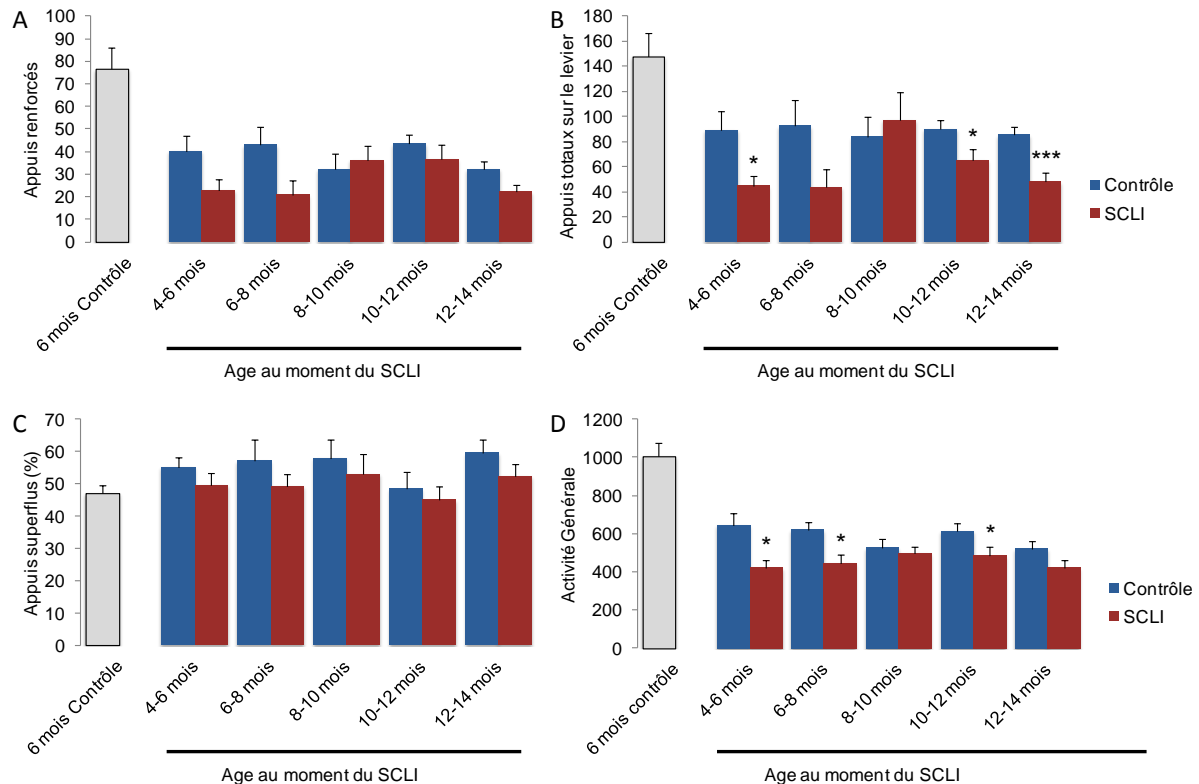 A
Appuis renforcés
100
90
80
70
60
50
40
30
20
10
0
6 mois Contrôle
4-6 mois
6-8 mois
8-10 mois
10-12 mois
12-14 mois
Age au moment du SCLI
B
Appuis totaux sur le levier
180
160
140
120
100
80
60
40
20
0
*
*
***
6 mois Contrôle
4-6 mois
6-8 mois
8-10 mois
10-12 mois
12-14 mois
Age au moment du SCLI
Contrôle
SCLI
C
Appuis superflus (%)
70
60
50
40
30
20
10
0
6 mois Contrôle
4-6 mois
6-8 mois
8-10 mois
10-12 mois
12-14 mois
Age au moment du SCLI
D
Activité Générale
1200
1000
800
600
400
200
0
*
*
*
6 mois contrôle
4-6 mois
6-8 mois
8-10 mois
10-12 mois
12-14 mois
Age au moment du SCLI
Contrôle
SCLI